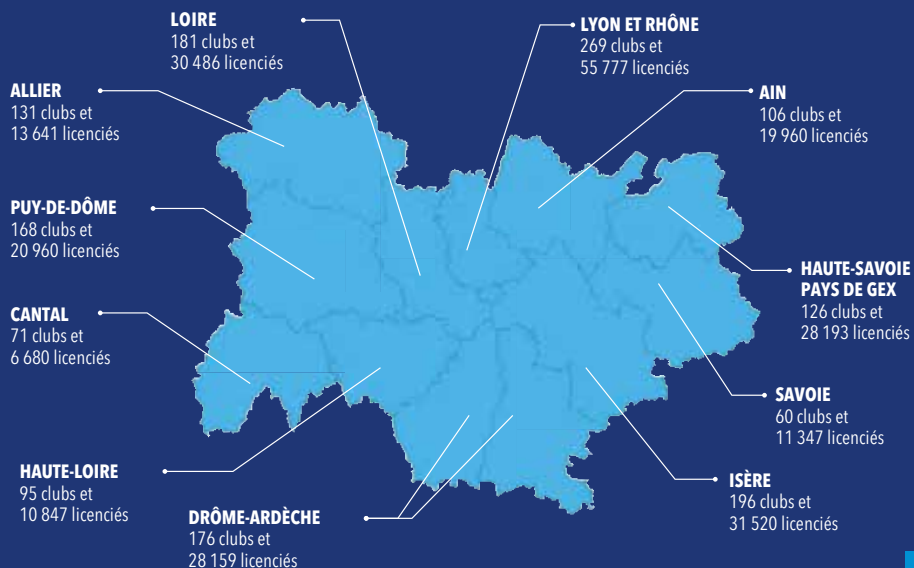 LOIRE
181 clubs et
30 486 licenciés
LYON ET RHÔNE
269 clubs et
55 777 licenciés
ALLIER
131 clubs et
13 641 licenciés
AIN
106 clubs et
19 960 licenciés
PUY-DE-DÔME
168 clubs et
20 960 licenciés
HAUTE-SAVOIE
PAYS DE GEX
126 clubs et
28 193 licenciés
CANTAL
71 clubs et
6 680 licenciés
SAVOIE
60 clubs et
11 347 licenciés
HAUTE-LOIRE
95 clubs et
10 847 licenciés
ISÈRE
196 clubs et
31 520 licenciés
DRÔME-ARDÈCHE
176 clubs et
28 159 licenciés